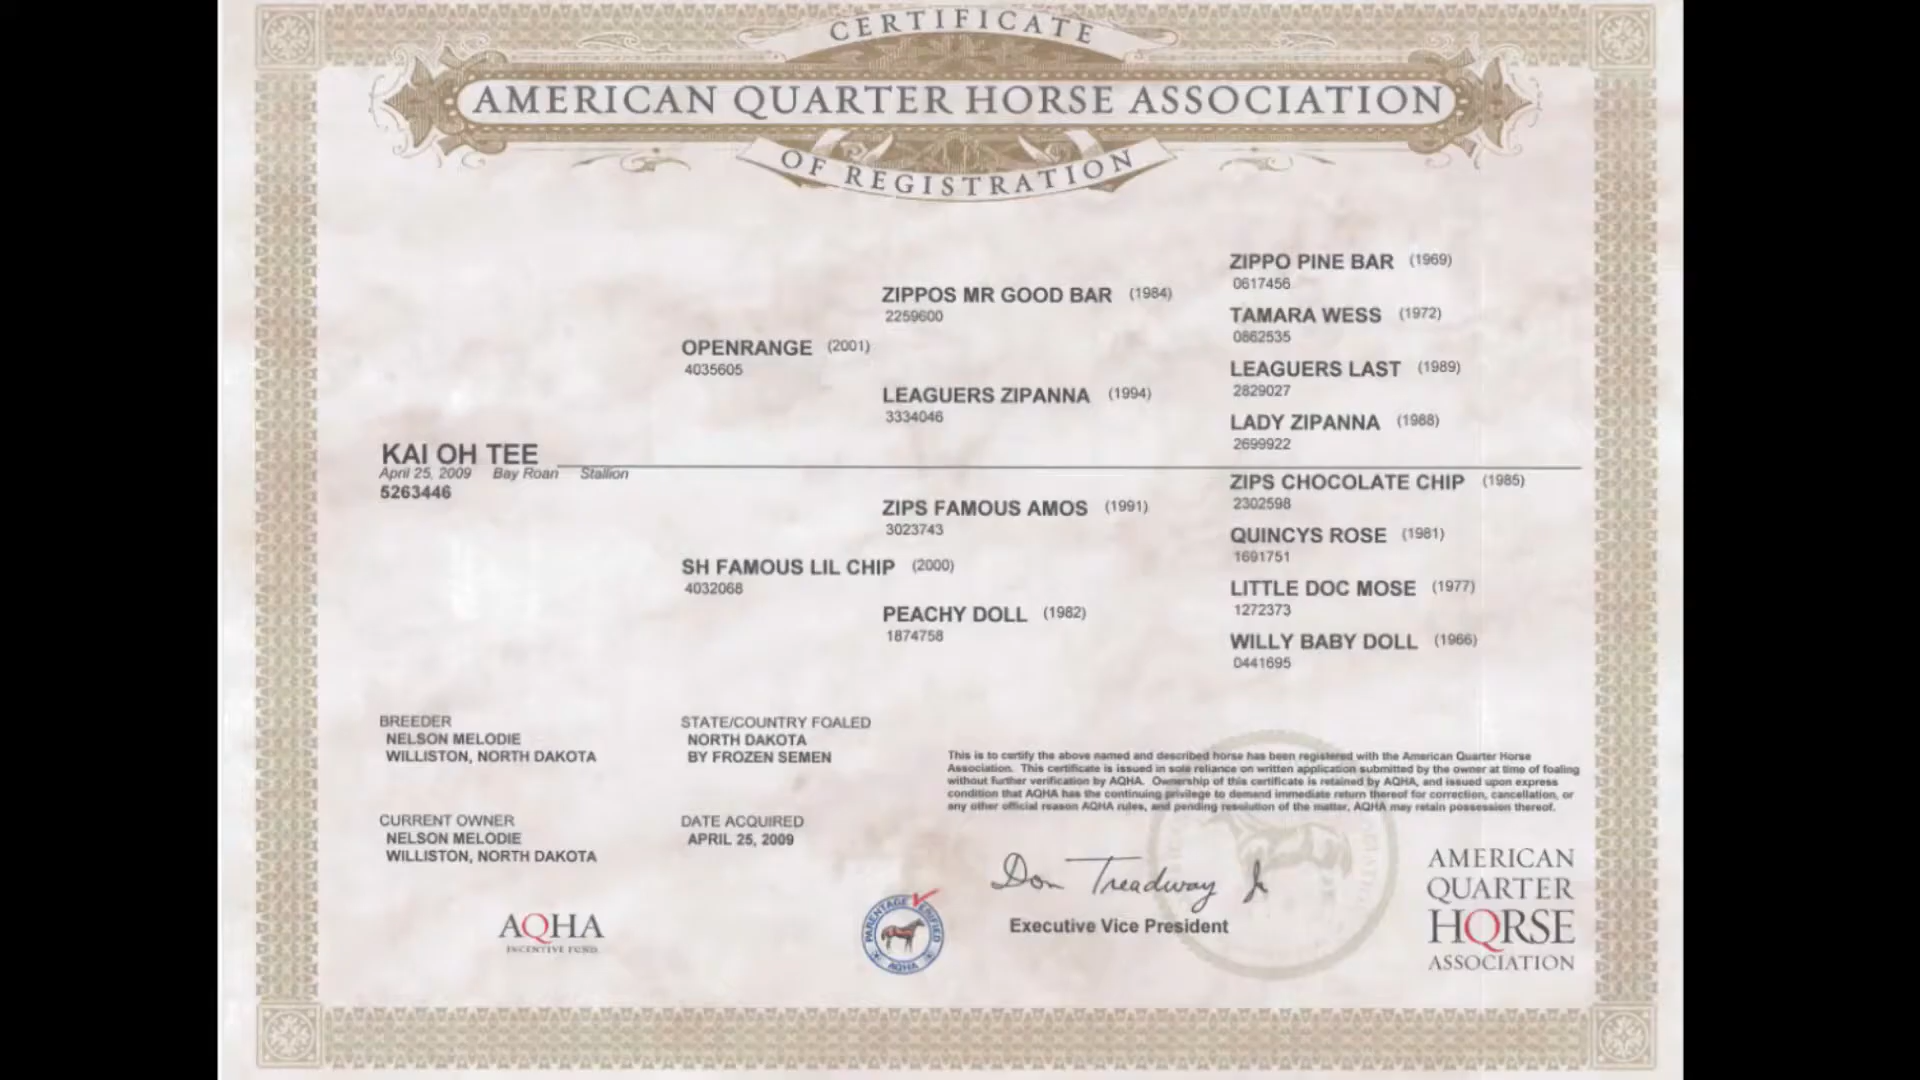 CERTIFICATE
AMERICAN QUARTER HORSE ASSOCIATION
OF REGISTRATION
ZIPPO PINE BAR (1969)
0617456
ZIPPOS MR GOOD BAR (1984)
2259600
TAMARA WESS (1972)
0862535
OPENRANGE (2001)
4035605
LEAGUERS LAST (1989)
2829027
LEAGUERS ZIPANNA (1994)
3334046
LADY ZIPANNA (1988)
2699922
KAI OH TEE
April 25, 2009 Bay Roan Stallion
5263446
ZIPS CHOCOLATE CHIP (1985)
2302598
ZIPS FAMOUS AMOS (1991)
3023743
QUINCYS ROSE (1981)
1691751
SH FAMOUS LIL CHIP (2000)
4032068
LITTLE DOC MOSE (1977)
1272373
PEACHY DOLL (1982)
1874758
WILLY BABY DOLL (1966)
0441695
BREEDER
NELSON MELODIE
WILLISTON, NORTH DAKOTA
STATE/COUNTRY FOALED
NORTH DAKOTA
BY FROZEN SEMEN
This is to certify the above named and described horse has been registered with the American Quarter Horse
Association. This certificate is issued in sole reliance on written application submitted by the owner at time of foaling
without further verification by AQHA. Ownership of this certificate is retained by AQHA, and issued upon express
condition that AQHA has the continuing privilege to demand immediate return thereof for correction, cancellation, or
any other official reason AQHA rules, and pending resolution of the matter, AQHA may retain possession thereof.
CURRENT OWNER
NELSON MELODIE
WILLISTON, NORTH DAKOTA
DATE ACQUIRED
APRIL 25, 2009
Don Treadway Jr
Executive Vice President
AQHA
INCENTIVE FUND
PARENTAGE VERIFIED
AQHA
AMERICAN
QUARTER
HORSE
ASSOCIATION